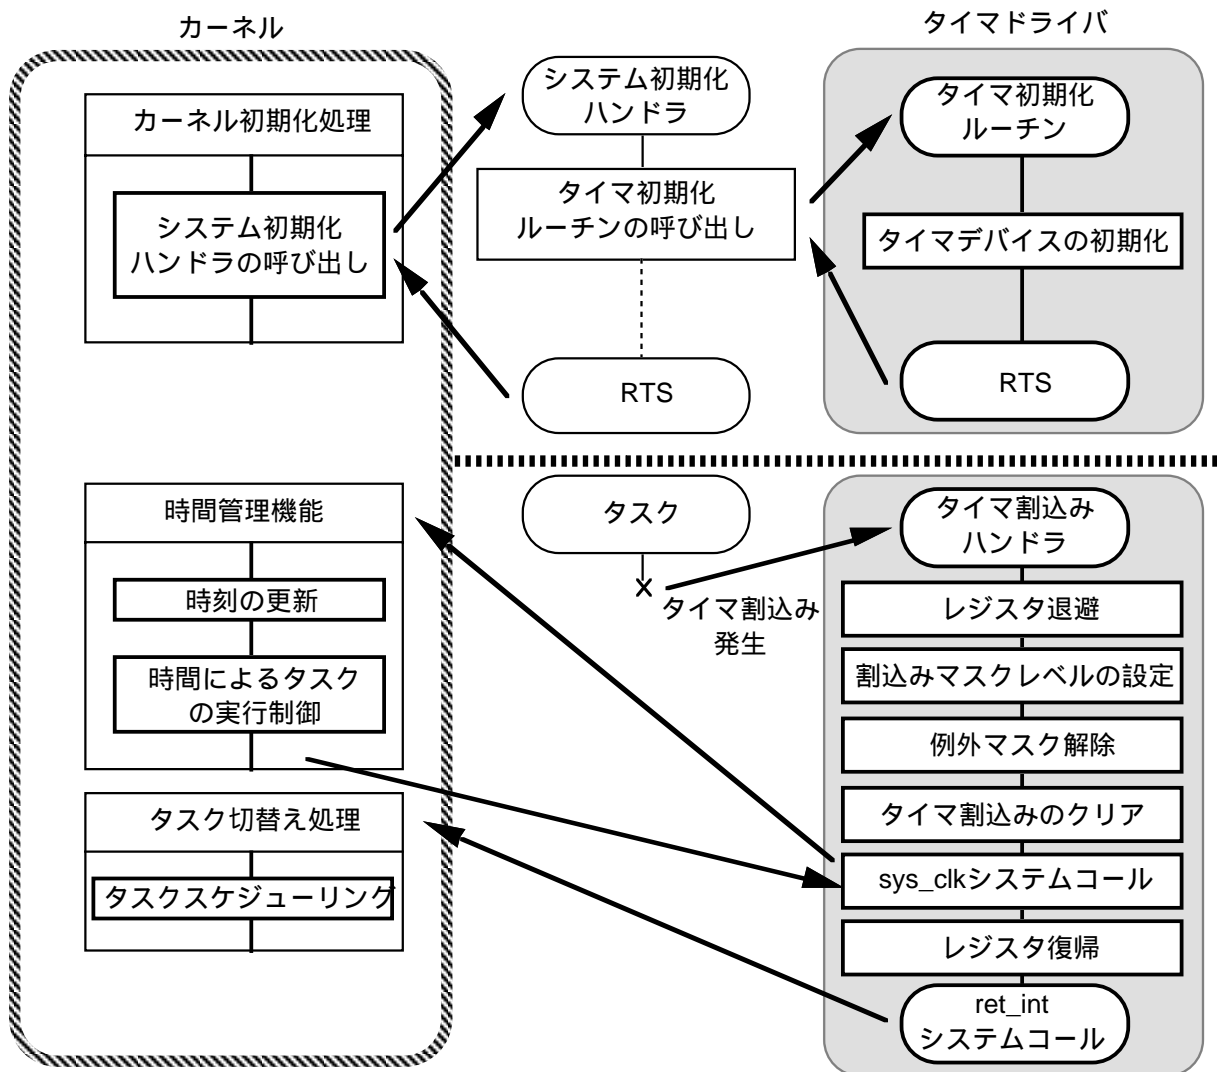 カーネル
タイマドライバ
カーネル初期化処理
システム初期化
ハンドラの呼び出し
システム初期化
ハンドラ
タイマ初期化
ルーチンの呼び出し
RTS
タイマ初期化
ルーチン
タイマデバイスの初期化
RTS
時間管理機能
時刻の更新
時間によるタスク
の実行制御
タスク切替え処理
タスクスケジューリング
タスク
タイマ割込み
発生
タイマ割込み
ハンドラ
レジスタ退避
割込みマスクレベルの設定
例外マスク解除
タイマ割込みのクリア
sys_clkシステムコール
レジスタ復帰
ret_int
システムコール